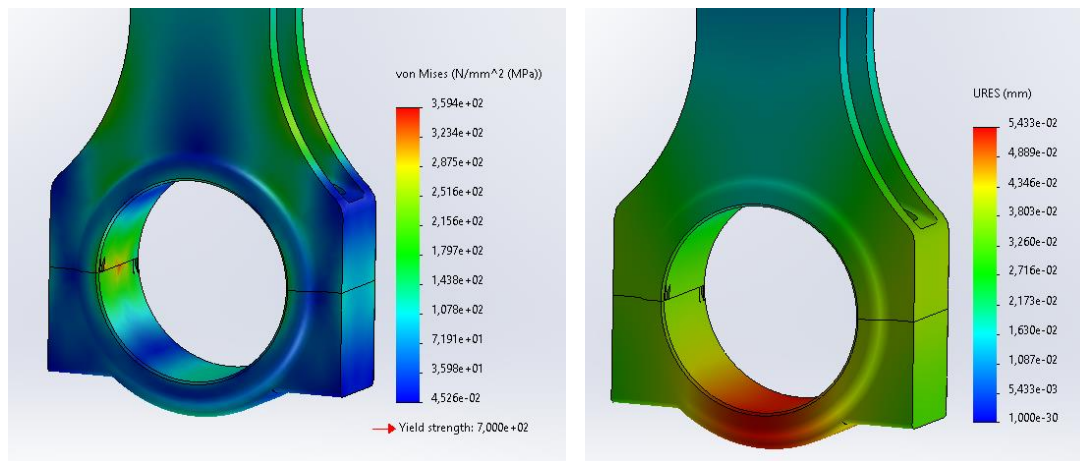 von Mises (N/mm^2 (MPa))
3,594e+02
3,234e+02
2,875e+02
2,516e+02
2,156e+02
1,797e+02
1,438e+02
1,078e+02
7,191e+01
3,598e+01
4,526e-02
Yield strength: 7,000e+02
URES (mm)
5,433e-02
4,889e-02
4,346e-02
3,803e-02
3,260e-02
2,716e-02
2,173e-02
1,630e-02
1,087e-02
5,433e-03
1,000e-30